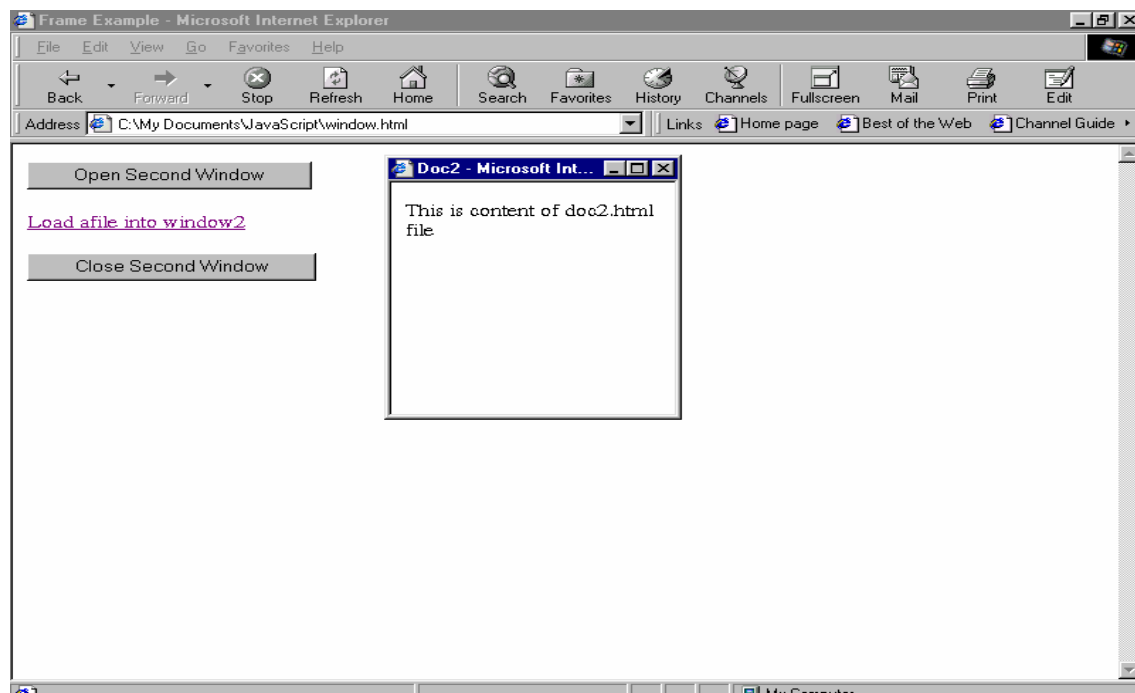 Frame Example - Microsoft Internet Explorer
File Edit View Go Favorites Help
Back Forward Stop Refresh Home Search Favorites History Channels Fullscreen Mail Print Edit
Address C:\My Documents\JavaScript\window.html Links Home page Best of the Web Channel Guide
Open Second Window
Load afile into window2
Close Second Window
Doc2 - Microsoft Int...
This is content of doc2.html
file
My Computer